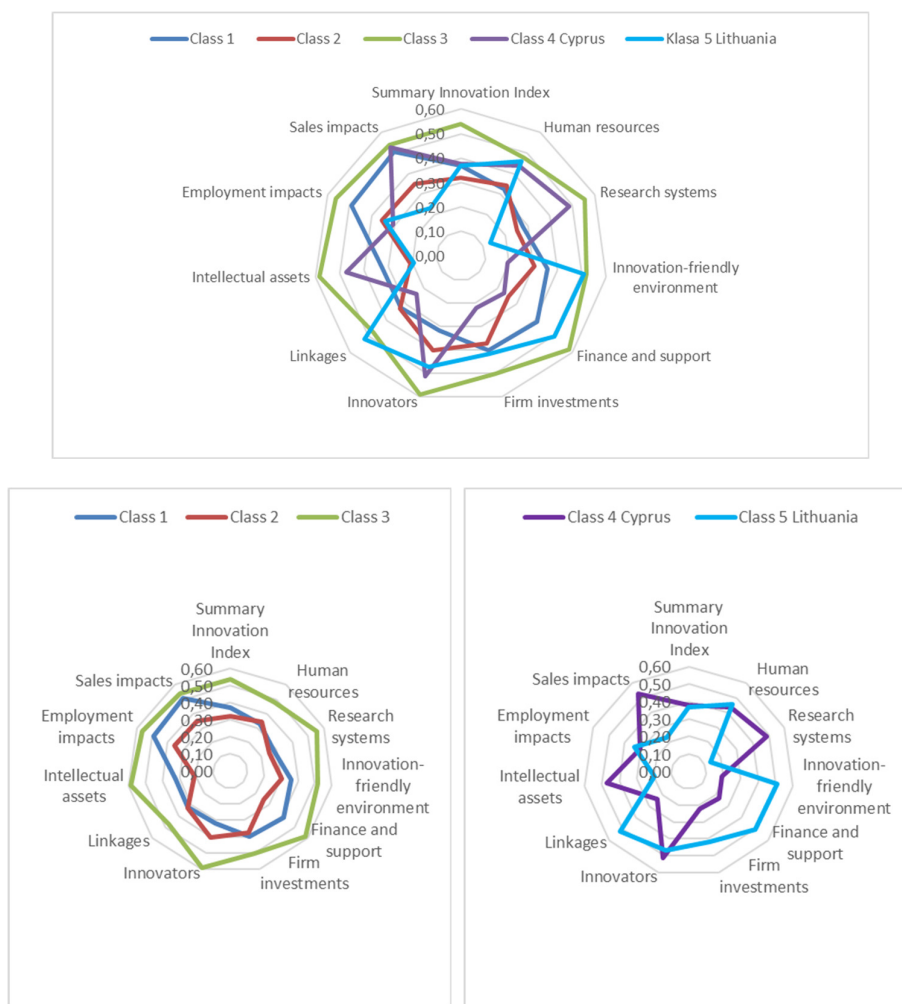 Class 1 Class 2 Class 3 Class 4 Cyprus Klasa 5 Lithuania
Summary Innovation Index
Human resources
Research systems
Innovation-friendly
environment
Finance and support
Firm investments
Innovators
Linkages
Intellectual assets
Employment impacts
Sales impacts
0,60
0,50
0,40
0,30
0,20
0,10
0,00
Class 1 Class 2 Class 3
Summary
Innovation
Index
Human
resources
Research
systems
Innovation-
friendly
environment
Finance and
support
Firm
investments
Innovators
Linkages
Intellectual
assets
Employment
impacts
Sales impacts
0,60
0,50
0,40
0,30
0,20
0,10
0,00
Class 4 Cyprus Class 5 Lithuania
Summary
Innovation
Index
Human
resources
Research
systems
Innovation-
friendly
environment
Finance and
support
Firm
investments
Innovators
Linkages
Intellectual
assets
Employment
impacts
Sales impacts
0,60
0,50
0,40
0,30
0,20
0,10
0,00